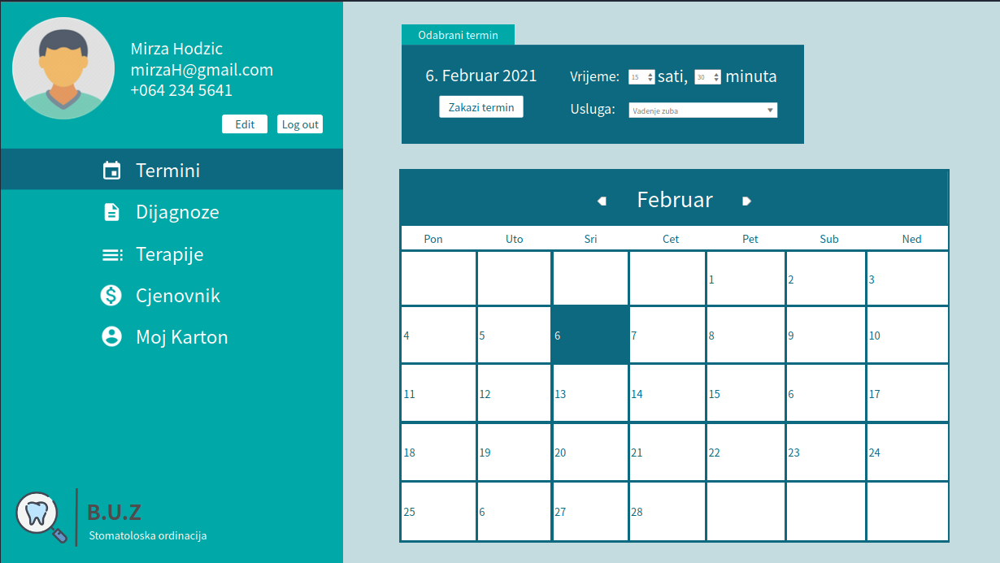 Mirza Hodzic
mirzaH@gmail.com
+064 234 5641
Edit Log out
Termini
Dijagnoze
Terapije
Cjenovnik
Moj Karton
B.U.Z
Stomatoloska ordinacija
Odabrani termin
6. Februar 2021
Zakazi termin
Vrijeme: 15 sati, 30 minuta
Usluga: Vadenje zuba
Februar
Pon Uto Sri Cet Pet Sub Ned
1 2 3
4 5 6 7 8 9 10
11 12 13 14 15 6 17
18 19 20 21 22 23 24
25 6 27 28